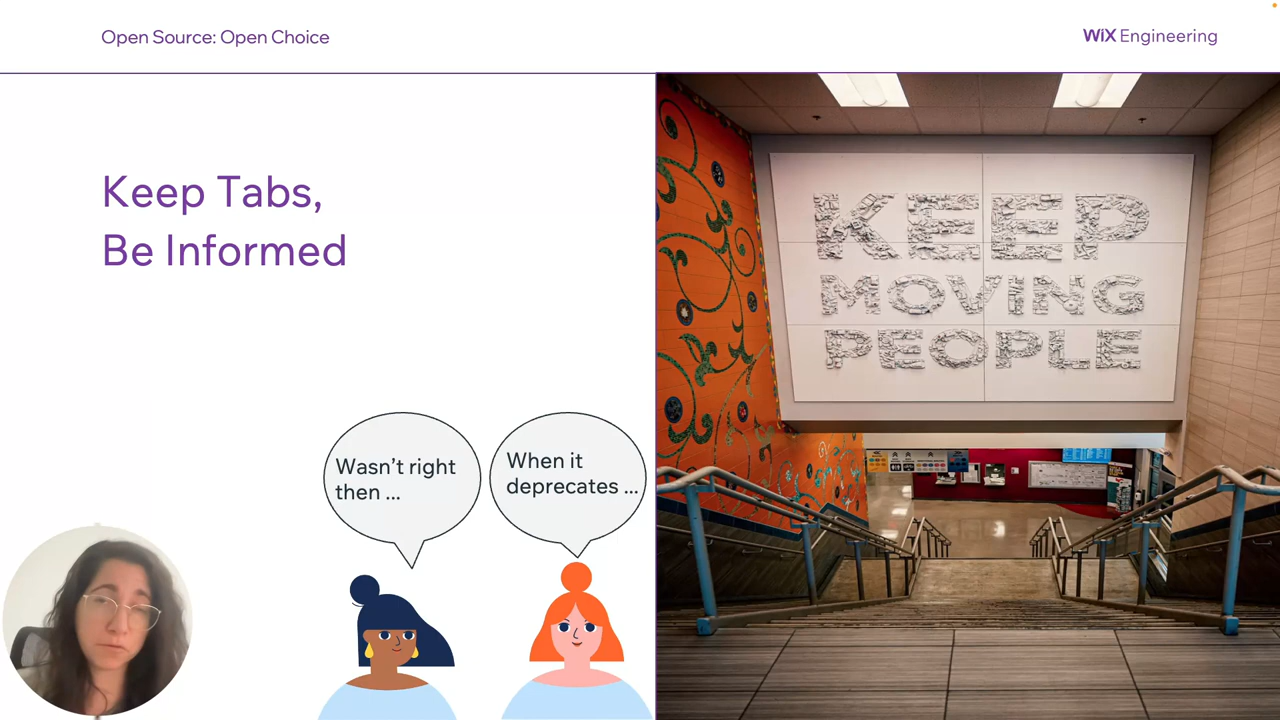 Open Source: Open Choice
WiX Engineering
Keep Tabs,
Be Informed
Wasn't right
then ...
When it
deprecates ...
KEEP
MOVING
PEOPLE